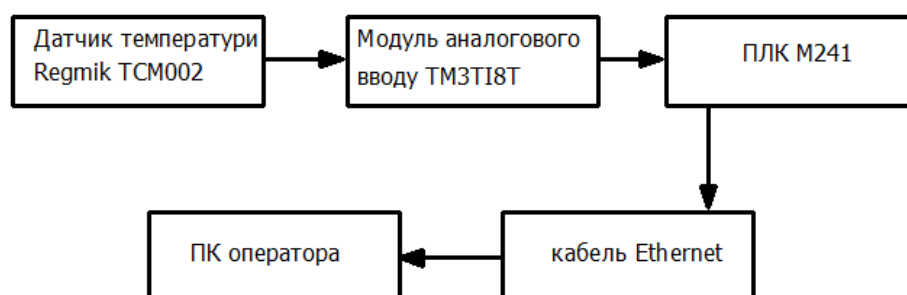 Датчик температури
Regmik TCM002
Модуль аналогового
вводу TM3TI8T
ПЛК M241
ПК оператора
кабель Ethernet